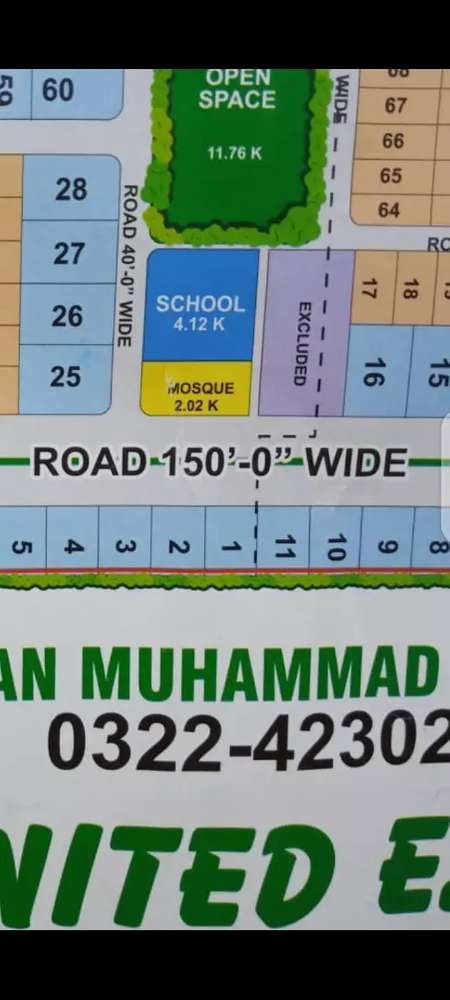 59
60
OPEN
SPACE
11.76 K
WIDE
67
66
65
64
28
27
26
25
ROAD 40'-0" WIDE
SCHOOL
4.12 K
MOSQUE
2.02 K
EXCLUDED
17
18
16
15
ROAD 150'-0" WIDE
5
4
3
2
1
11
10
9
8
AN MUHAMMAD
0322-42302
NITED E